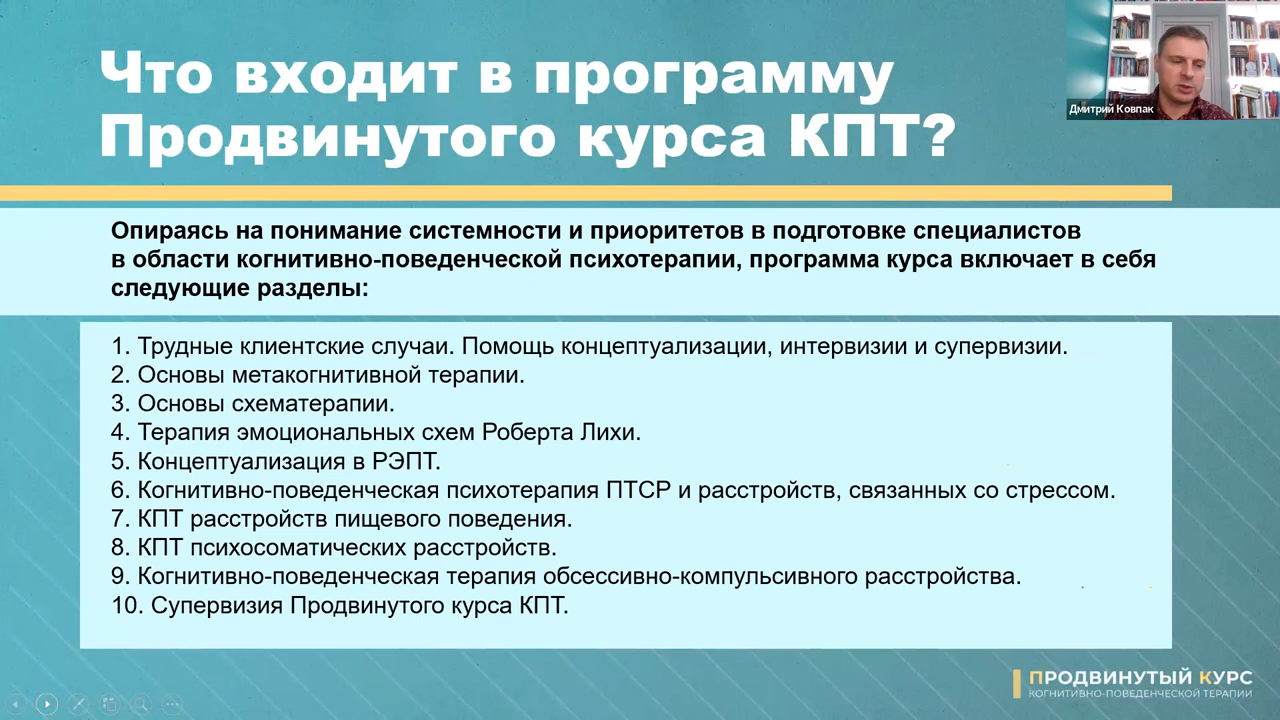 Что входит в программу
Продвинутого курса КПТ?
Дмитрий Ковпак
Опираясь на понимание системности и приоритетов в подготовке специалистов
в области когнитивно-поведенческой психотерапии, программа курса включает в себя
следующие разделы:
1. Трудные клиентские случаи. Помощь концептуализации, интервизии и супервизии.
2. Основы метакогнитивной терапии.
3. Основы схематерапии.
4. Терапия эмоциональных схем Роберта Лихи.
5. Концептуализация в РЭПТ.
6. Когнитивно-поведенческая психотерапия ПТСР и расстройств, связанных со стрессом.
7. КПТ расстройств пищевого поведения.
8. КПТ психосоматических расстройств.
9. Когнитивно-поведенческая терапия обсессивно-компульсивного расстройства.
10. Супервизия Продвинутого курса КПТ.
ПРОДВИНУТЫЙ КУРС
КОГНИТИВНО-ПОВЕДЕНЧЕСКОЙ ТЕРАПИИ